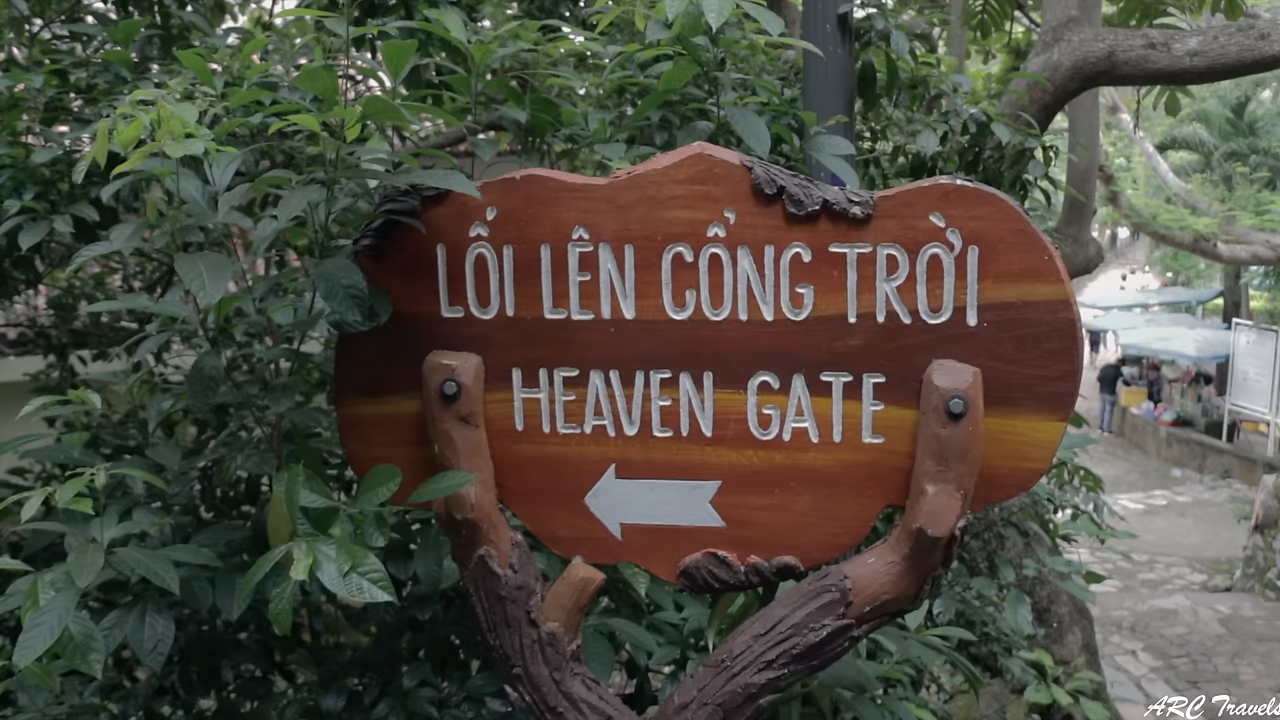 LỐI LÊN CỔNG TRỜI
HEAVEN GATE
ARC Travels